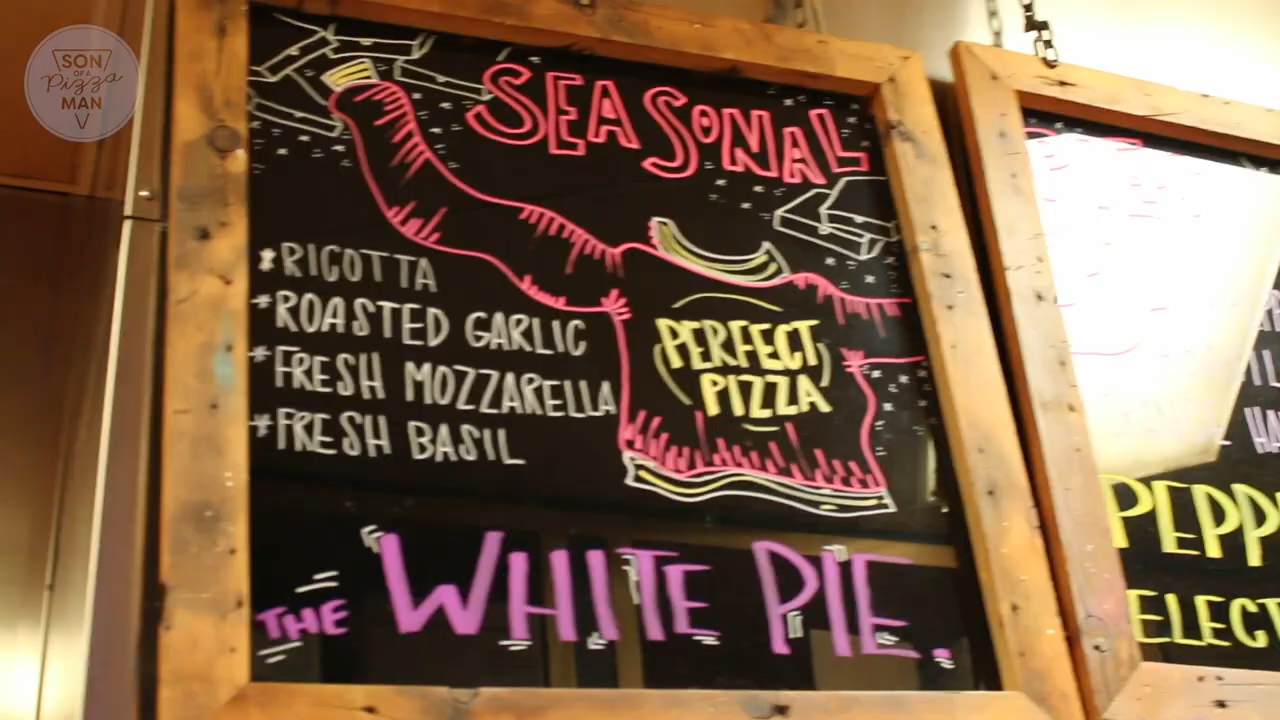 SON
OF A
Pizza
MAN
SEASONAL
*RICOTTA
*ROASTED GARLIC
*FRESH MOZZARELLA
*FRESH BASIL
PERFECT
PIZZA
THE WHITE PIE.
PEPP
ELECT